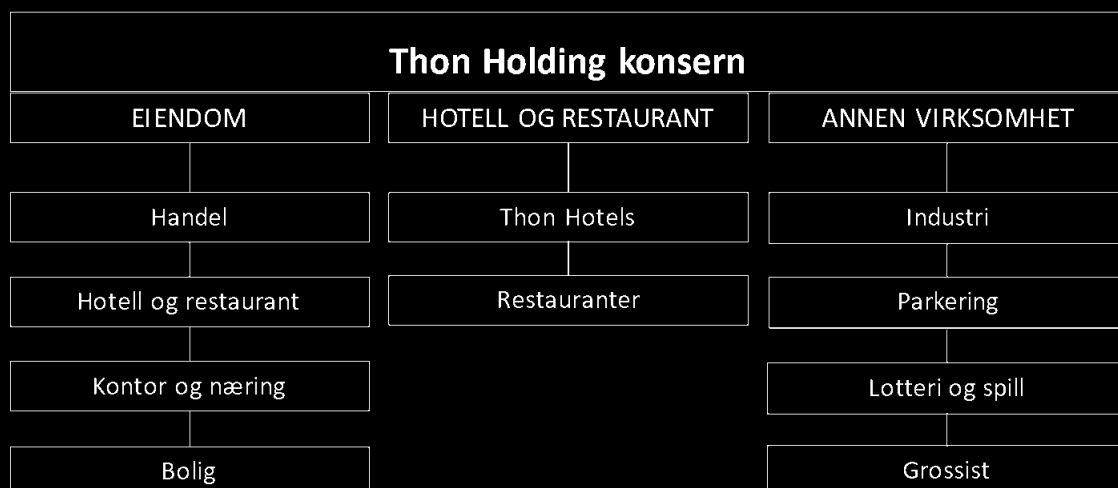 Thon Holding konsern
EIENDOM
HOTELL OG RESTAURANT
ANNEN VIRKSOMHET
Handel
Thon Hotels
Industri
Hotell og restaurant
Restauranter
Parkering
Kontor og næring
Lotteri og spill
Bolig
Grossist